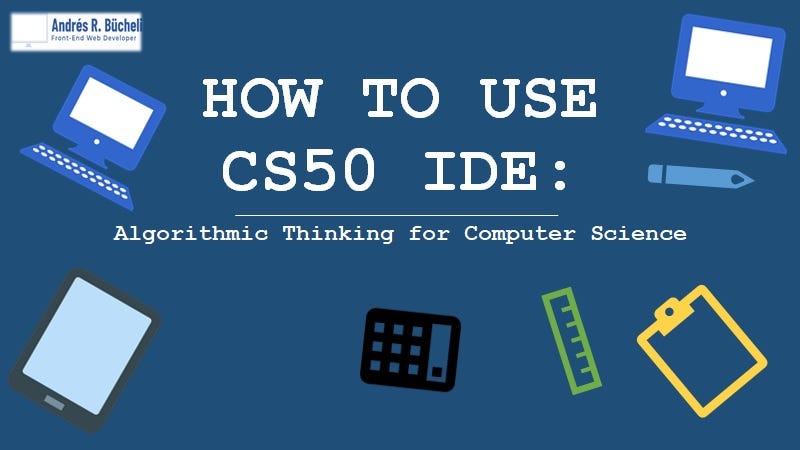 Andrés R. Bücheli
Front-End Web Developer
HOW TO USE
CS50 IDE:
Algorithmic Thinking for Computer Science